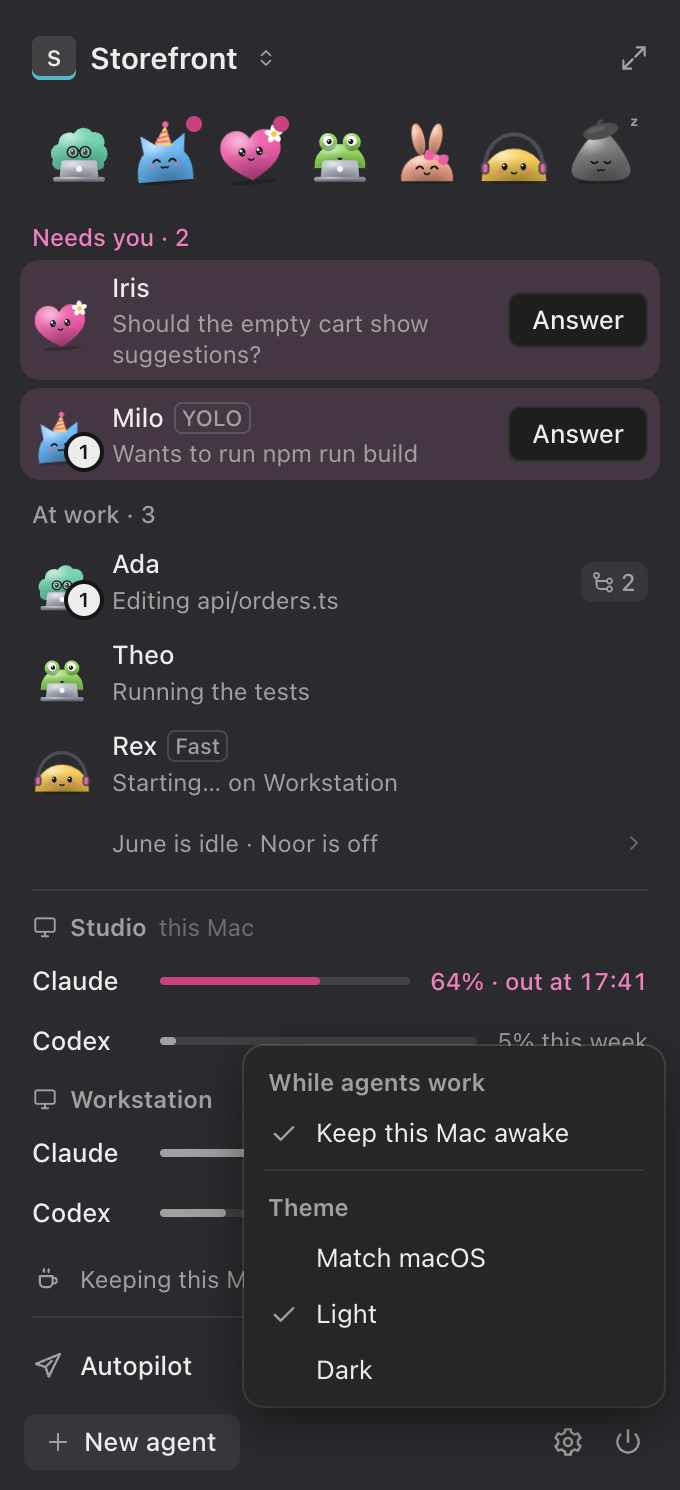 S Storefront
z
Needs you · 2
Iris
Should the empty cart show
suggestions?
Answer
Milo YOLO
1
Wants to run npm run build
Answer
At work · 3
Ada
1
Editing api/orders.ts
2
Theo
Running the tests
Rex Fast
Starting... on Workstation
June is idle · Noor is off
Studio this Mac
Claude 64% · out at 17:41
Codex 5% this week
Workstation
Claude
Codex
Keeping this M
Autopilot
New agent
While agents work
Keep this Mac awake
Theme
Match macOS
Light
Dark